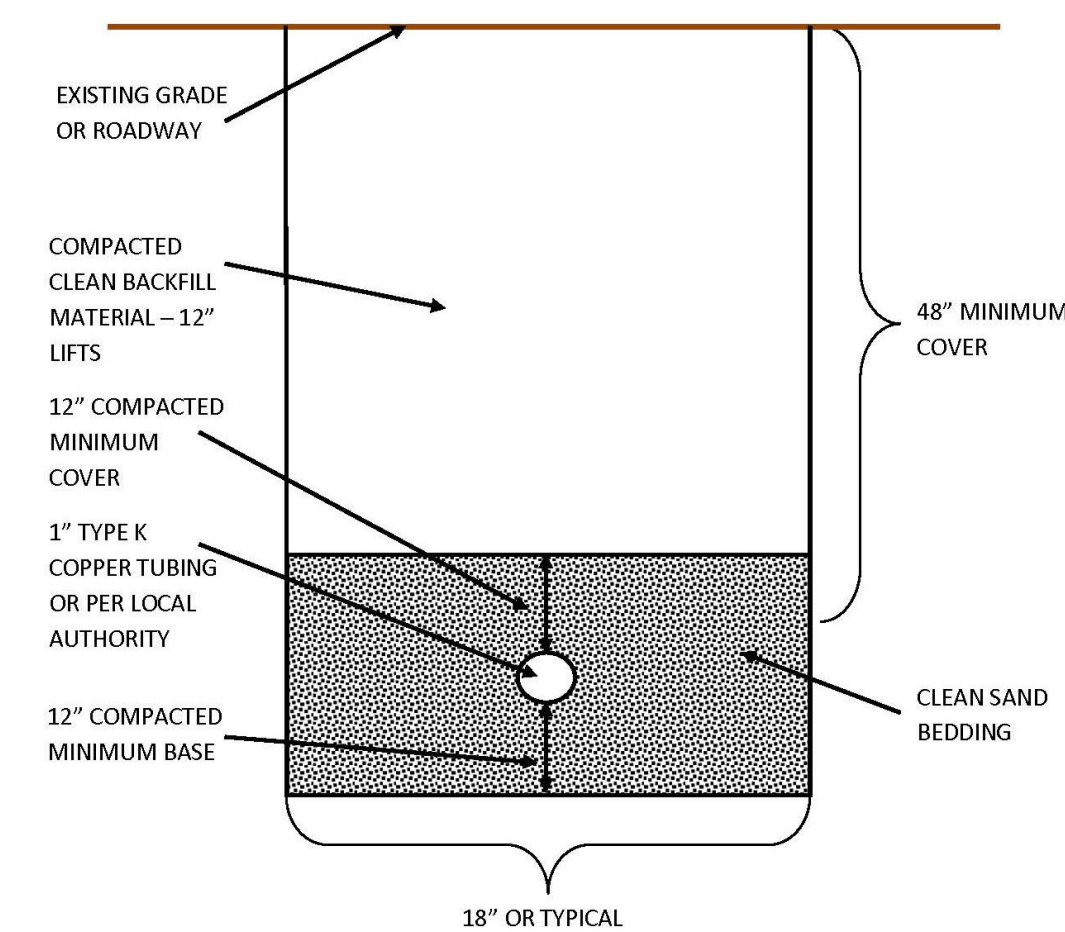 EXISTING GRADE
OR ROADWAY
COMPACTED
CLEAN BACKFILL
MATERIAL – 12”
LIFTS
48” MINIMUM
COVER
12” COMPACTED
MINIMUM
COVER
1” TYPE K
COPPER TUBING
OR PER LOCAL
AUTHORITY
12” COMPACTED
MINIMUM BASE
CLEAN SAND
BEDDING
18” OR TYPICAL